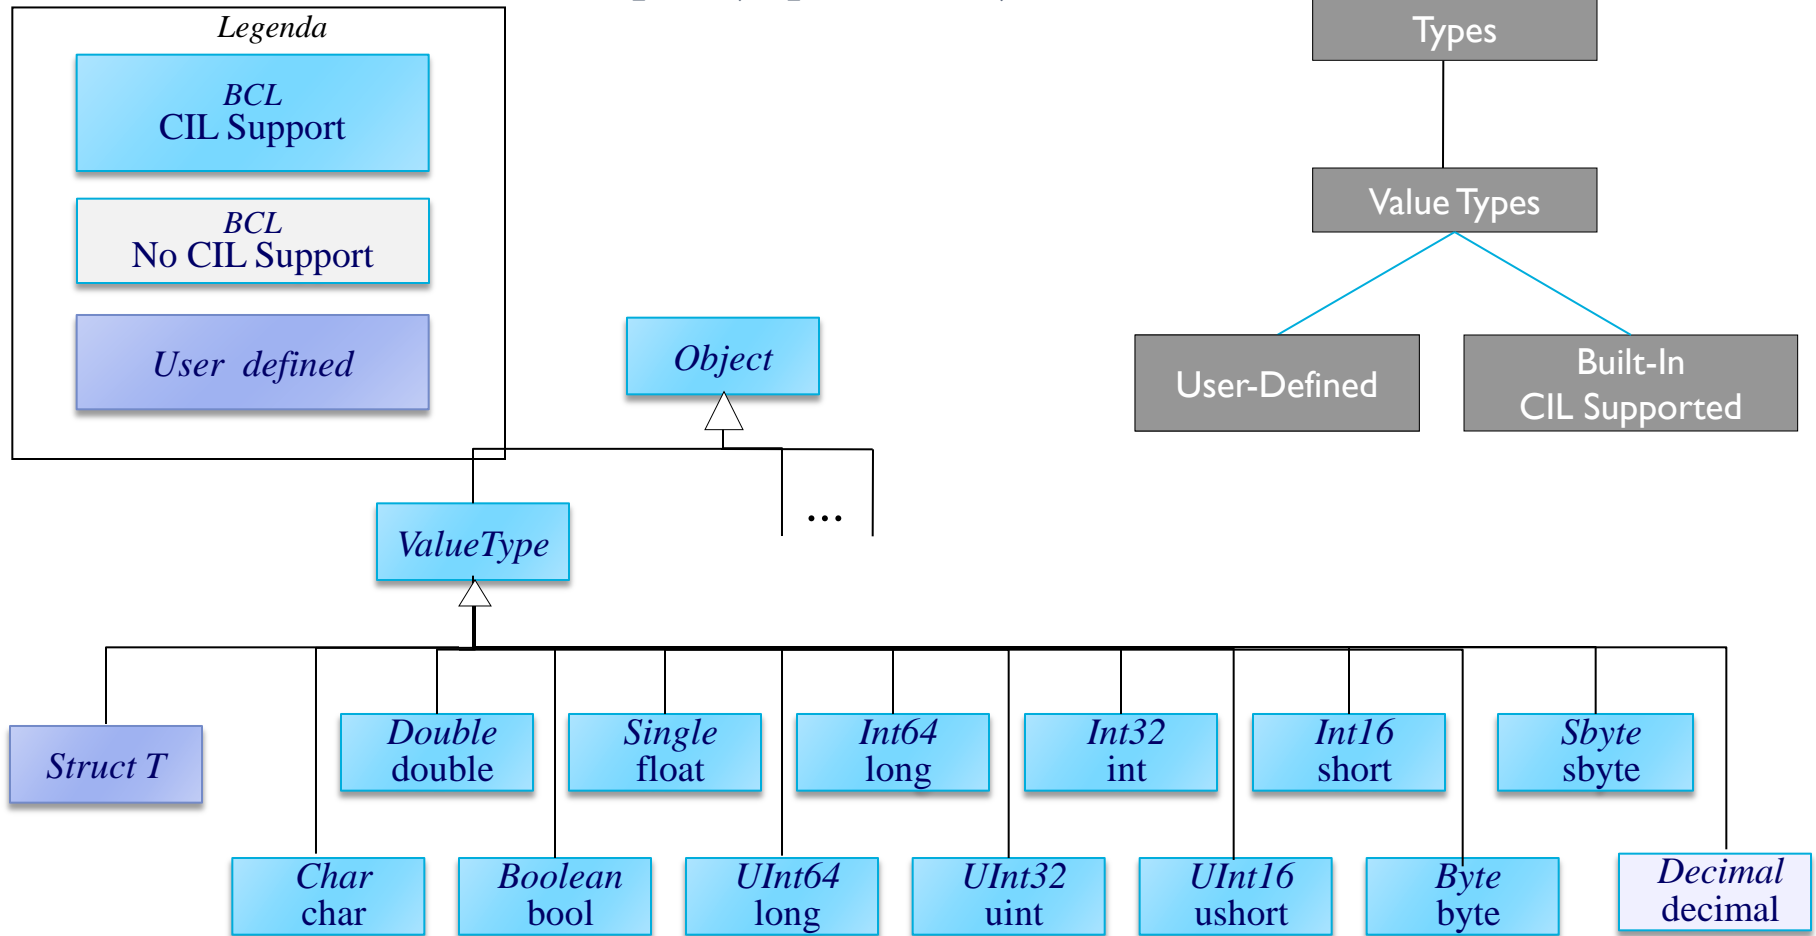 Legenda
BCL
CIL Support
BCL
No CIL Support
User defined
Types
Value Types
User-Defined
Built-In
CIL Supported
Object
ValueType
...
Struct T
Double
double
Single
float
Int64
long
Int32
int
Int16
short
Sbyte
sbyte
Char
char
Boolean
bool
UInt64
long
UInt32
uint
UInt16
ushort
Byte
byte
Decimal
decimal